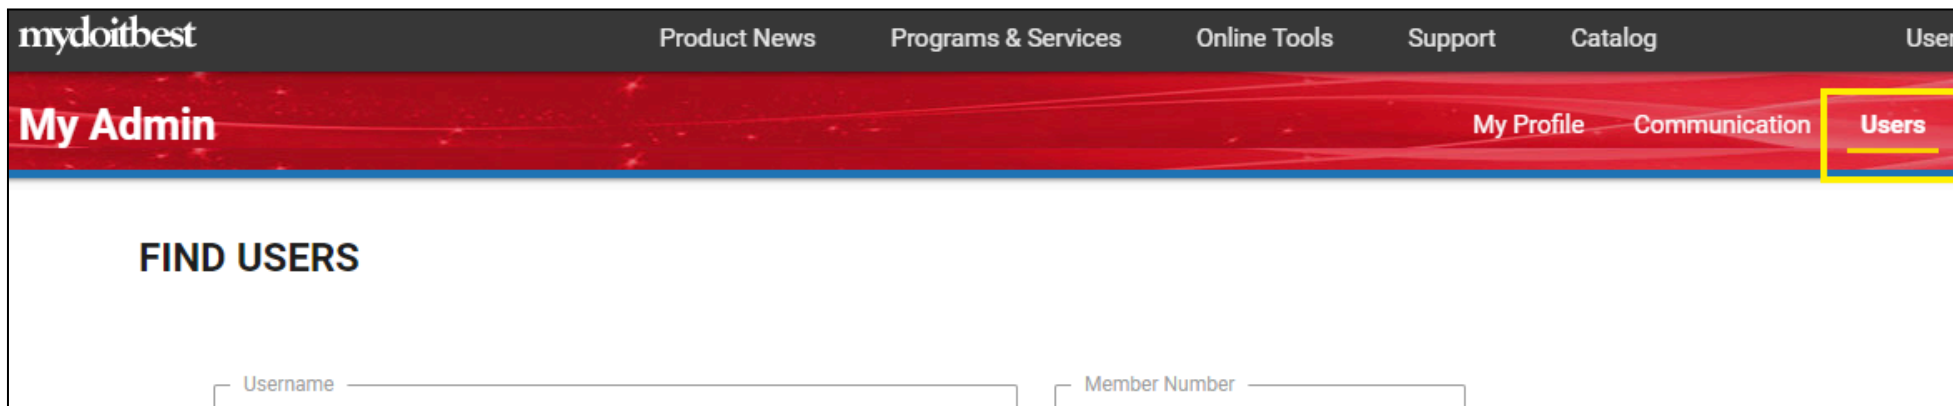 mydoitbest Product News Programs & Services Online Tools Support Catalog
My Admin My Profile Communication Users
FIND USERS
Username Member Number